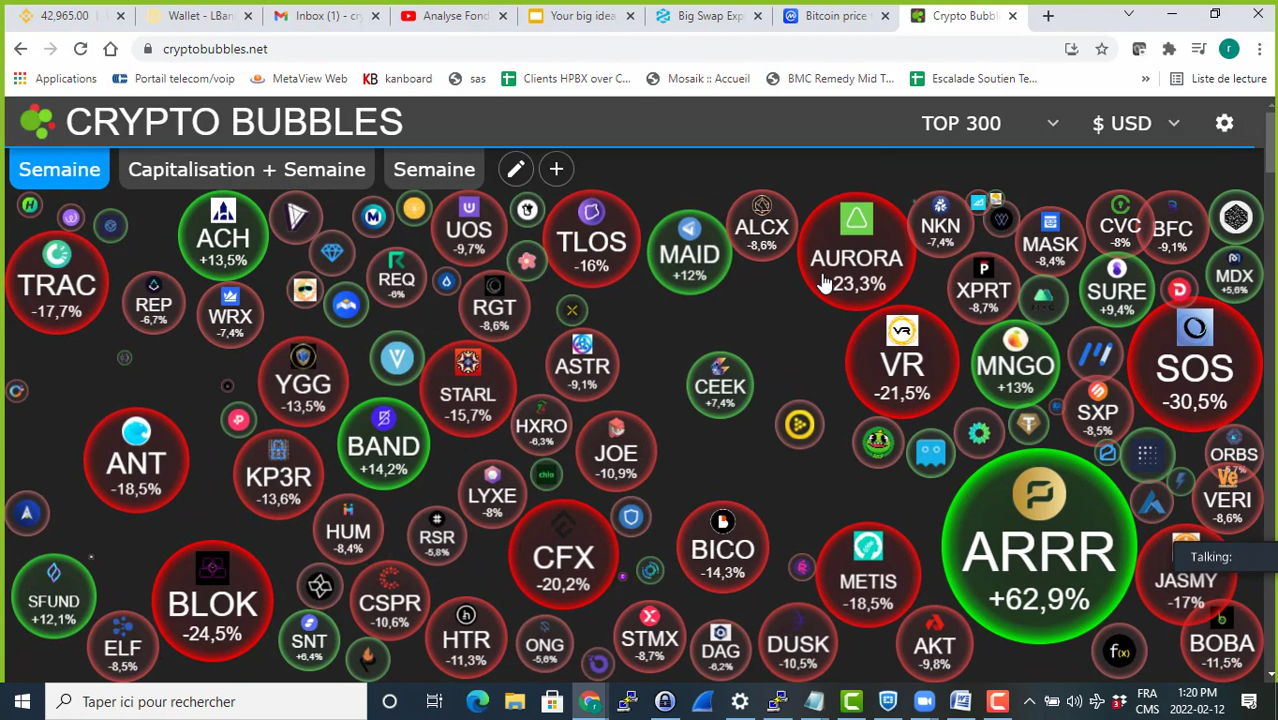 42,965.00
Wallet - LBan
Inbox (1) - cry
Analyse Fond
Your big idea
Big Swap Exp
Bitcoin price
Crypto Bubbl
cryptobubbles.net
Applications
Portail telecom/voip
MetaView Web
KB kanboard
sas
Clients HPBX over C...
Mosaik :: Accueil
BMC Remedy Mid T...
Escalade Soutien Te...
»
Liste de lecture
CRYPTO BUBBLES
TOP 300
$ USD
Semaine
Capitalisation + Semaine
Semaine
ACH
+13,5%
UOS
-9,7%
TLOS
-16%
MAID
+12%
ALCX
-8,6%
AURORA
-23,3%
NKN
-7,4%
MASK
-8,4%
CVC
-8%
BFC
-9,1%
TRAC
-17,7%
REP
-6,7%
WRX
-7,4%
REQ
-6%
RGT
-8,6%
XPRT
-8,7%
SURE
+9,4%
MDX
+5,6%
YGG
-13,5%
STARL
-15,7%
ASTR
-9,1%
CEEK
+7,4%
VR
VR
-21,5%
MNGO
+13%
SOS
-30,5%
ANT
-18,5%
KP3R
-13,6%
BAND
+14,2%
HXRO
-6,3%
JOE
-10,9%
SXP
-8,5%
ORBS
-5,7%
LYXE
-8%
chia
VERI
-8,6%
HUM
-8,4%
RSR
-5,8%
CFX
-20,2%
BICO
-14,3%
METIS
-18,5%
ARRR
+62,9%
Talking:
JASMY
-17%
SFUND
+12,1%
BLOK
-24,5%
CSPR
-10,6%
ELF
-8,5%
SNT
+6,4%
HTR
-11,3%
ONG
-5,6%
STMX
-8,7%
DAG
-6,2%
DUSK
-10,5%
AKT
-9,8%
f(x)
BOBA
-11,5%
Taper ici pour rechercher
FRA
CMS
1:20 PM
2022-02-12